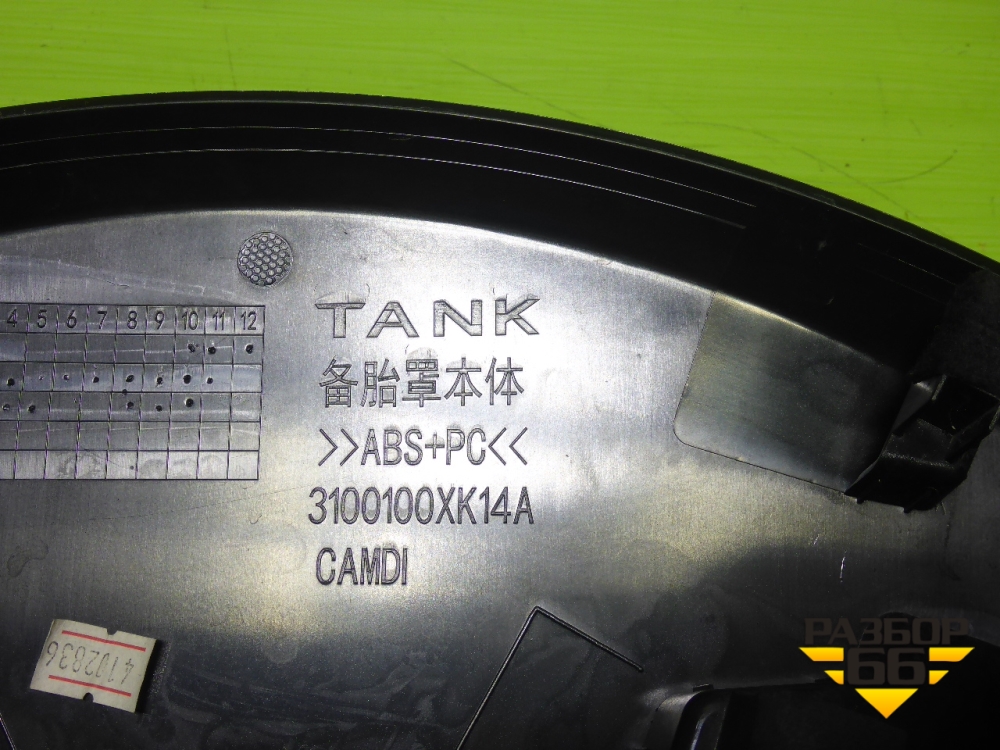 4 5 6 7 8 9 10 11 12
TANK
备胎罩本体
>>ABS+PC<<
3100100XK14A
CAMDI
4102836
РАЗБОР
66